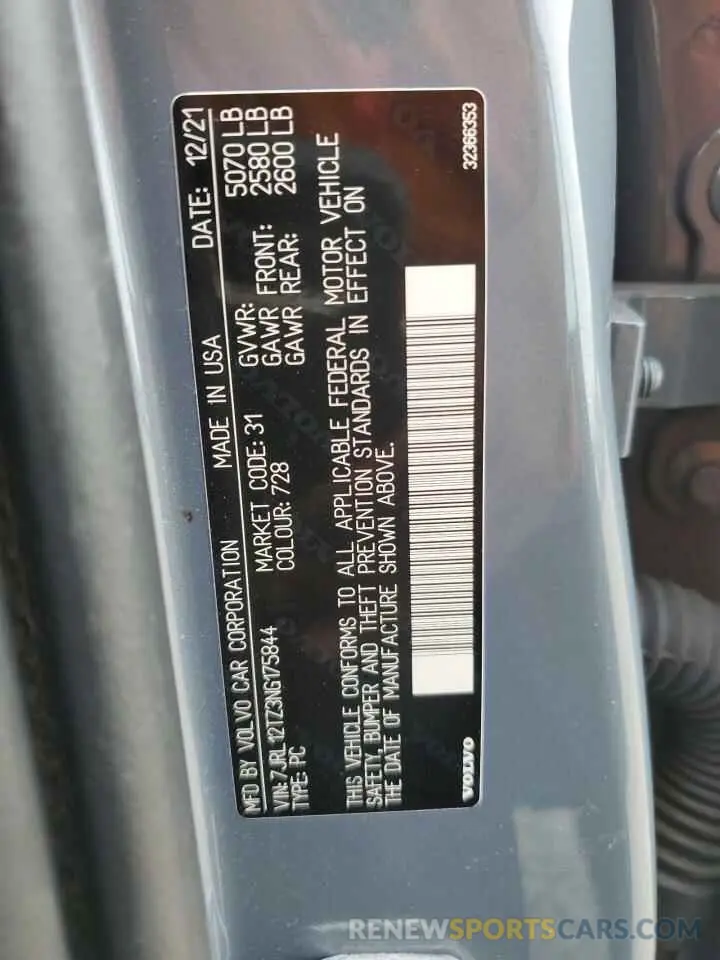 MFD BY VOLVO CAR CORPORATION MADE IN USA DATE: 12/21
VIN: 7JRL12TZ3NG175844 MARKET CODE: 31 GVWR: 5070 LB
TYPE: PC COLOUR: 728 GAWR FRONT: 2580 LB
GAWR REAR: 2600 LB
THIS VEHICLE CONFORMS TO ALL APPLICABLE FEDERAL MOTOR VEHICLE
SAFETY, BUMPER AND THEFT PREVENTION STANDARDS IN EFFECT ON
THE DATE OF MANUFACTURE SHOWN ABOVE.
VOLVO 32366353
RENEWSPORTSCARS.COM